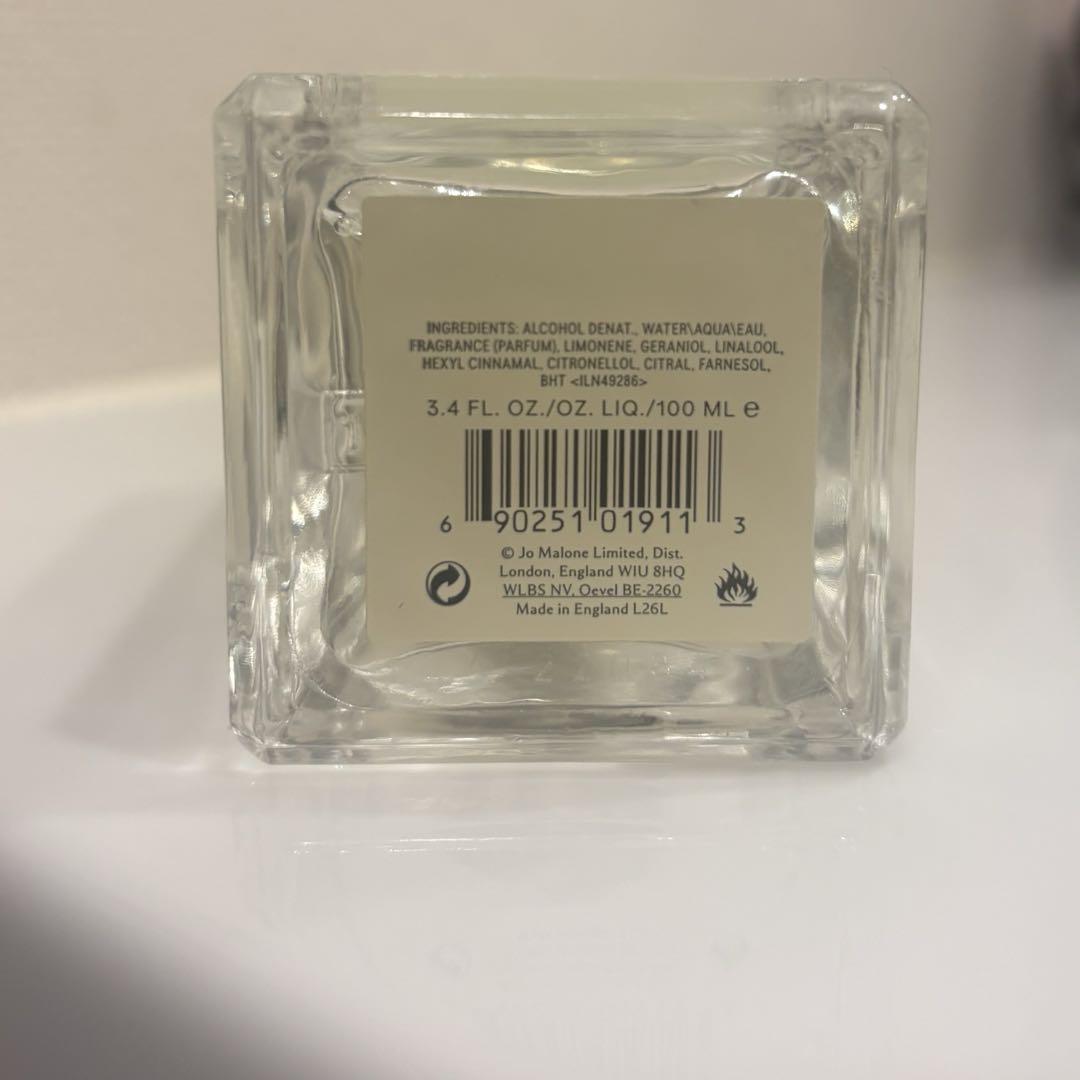 INGREDIENTS: ALCOHOL DENAT., WATER\AQUA\EAU,
FRAGRANCE (PARFUM), LIMONENE, GERANIOL, LINALOOL,
HEXYL CINNAMAL, CITRONELLOL, CITRAL, FARNESOL,
BHT <ILN49286>
3.4 FL. OZ./OZ. LIQ./100 ML ℮
6 90251 01911 3
© Jo Malone Limited, Dist.
London, England W1U 8HQ
WLBS NV, Oevel BE-2260
Made in England L26L